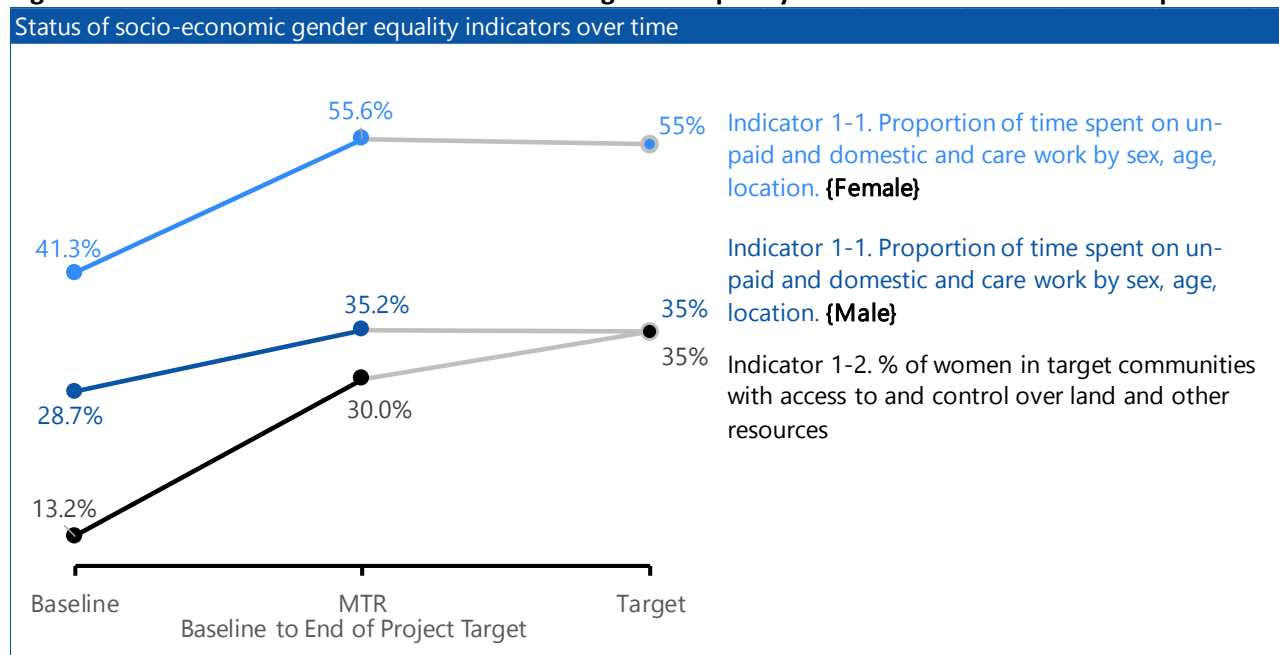 Status of socio-economic gender equality indicators over time
55.6%
55%
41.3%
Indicator 1-1. Proportion of time spent on un-
paid and domestic and care work by sex, age,
location. {Female}
Indicator 1-1. Proportion of time spent on un-
paid and domestic and care work by sex, age,
location. {Male}
35.2%
35%
28.7%
35%
30.0%
Indicator 1-2. % of women in target communities
with access to and control over land and other
resources
13.2%
Baseline
MTR
Target
Baseline to End of Project Target